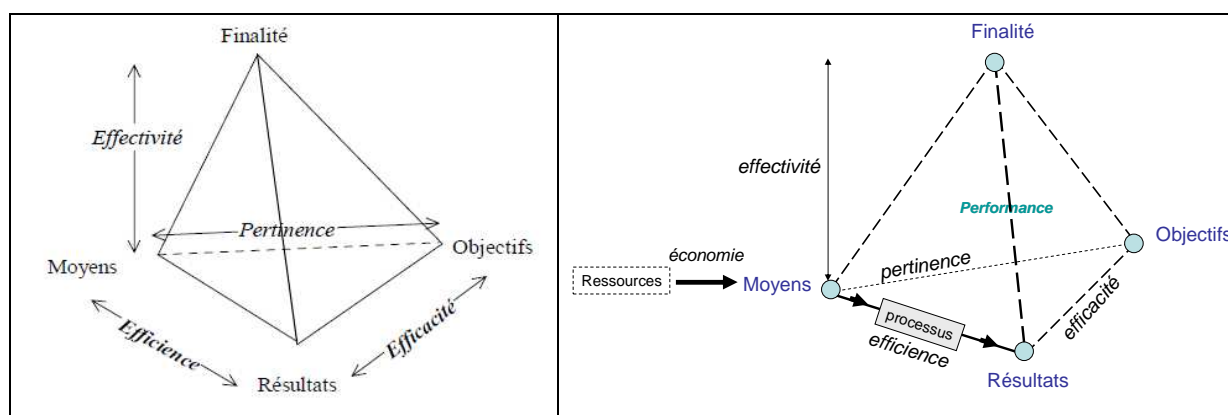 Finalité
Effectivité
Pertinence
Moyens
Objectifs
Efficience
Efficacité
Résultats
Finalité
effectivité
Performance
Objectifs
économie
pertinence
Ressources
Moyens
processus
efficacité
efficience
Résultats